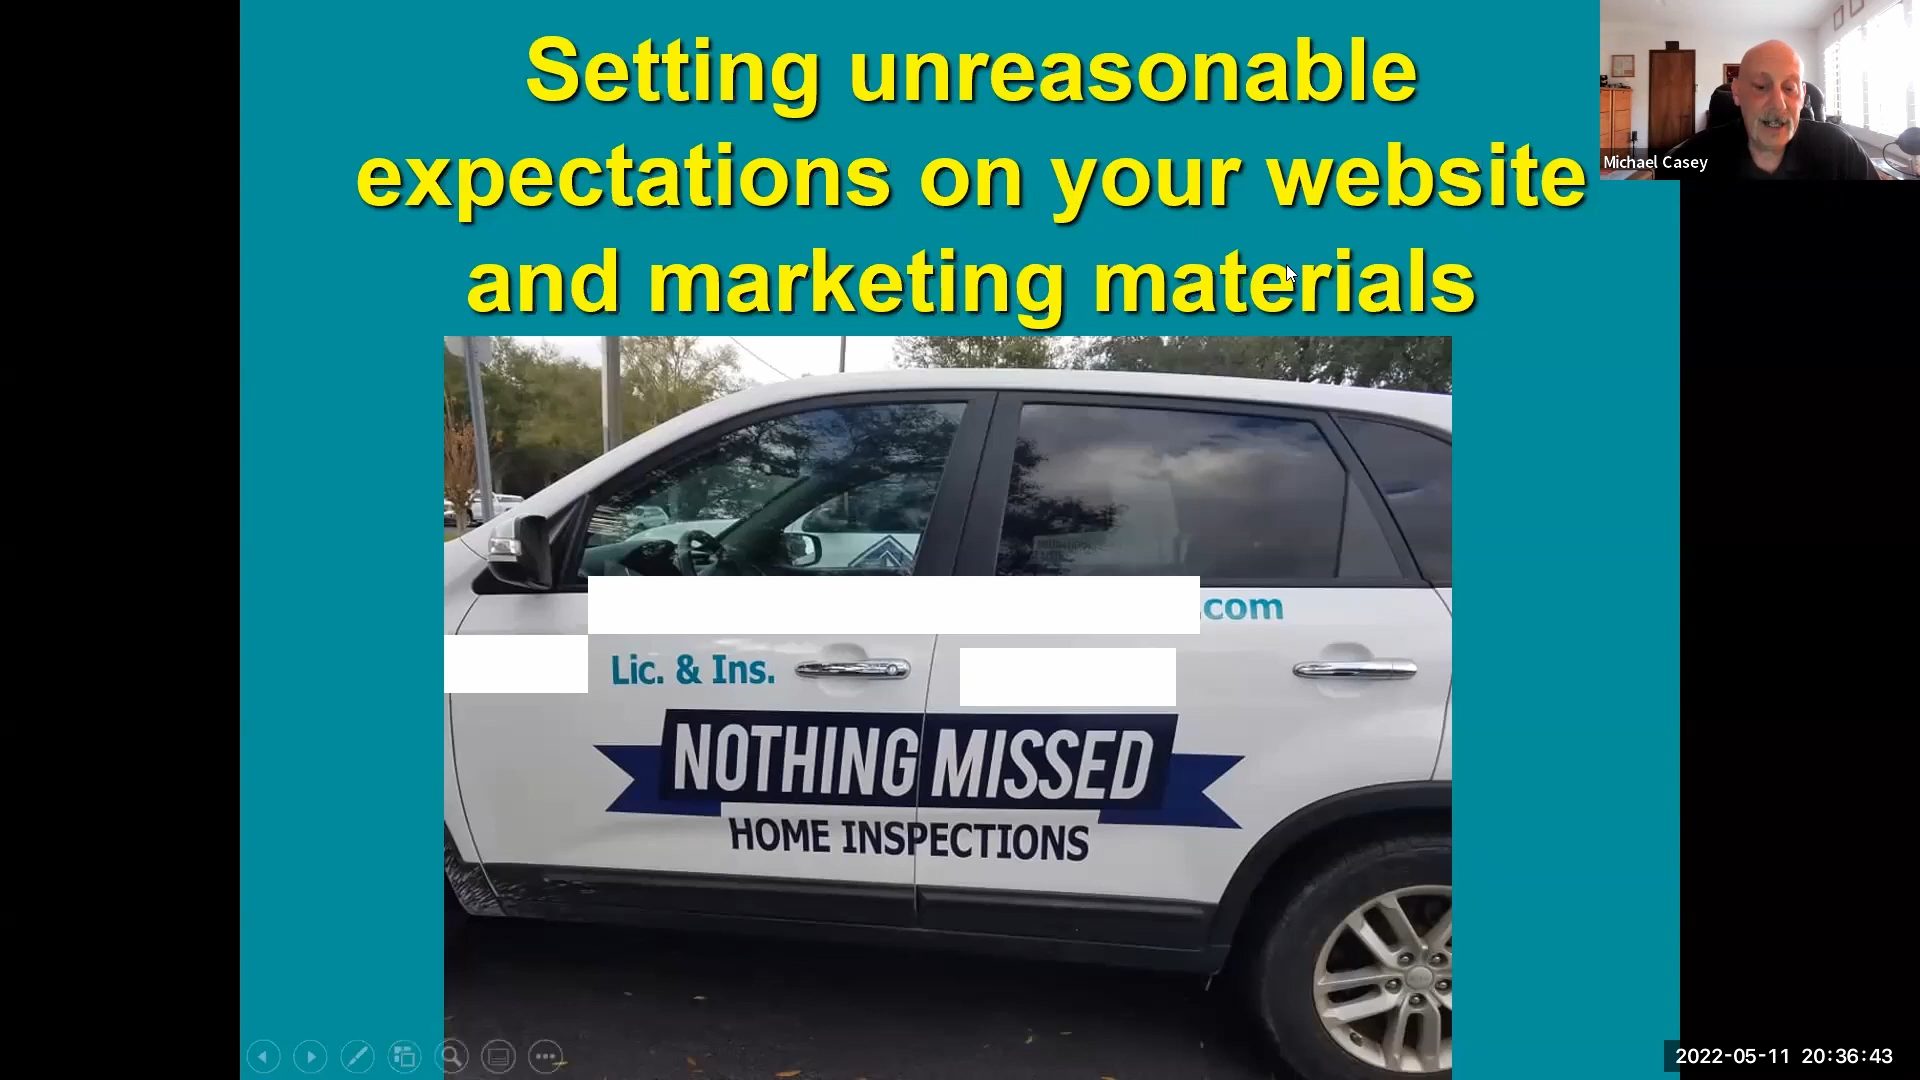 Setting unreasonable
expectations on your website
and marketing materials
Michael Casey
.com
Lic. & Ins.
NOTHING MISSED
HOME INSPECTIONS
2022-05-11 20:36:43